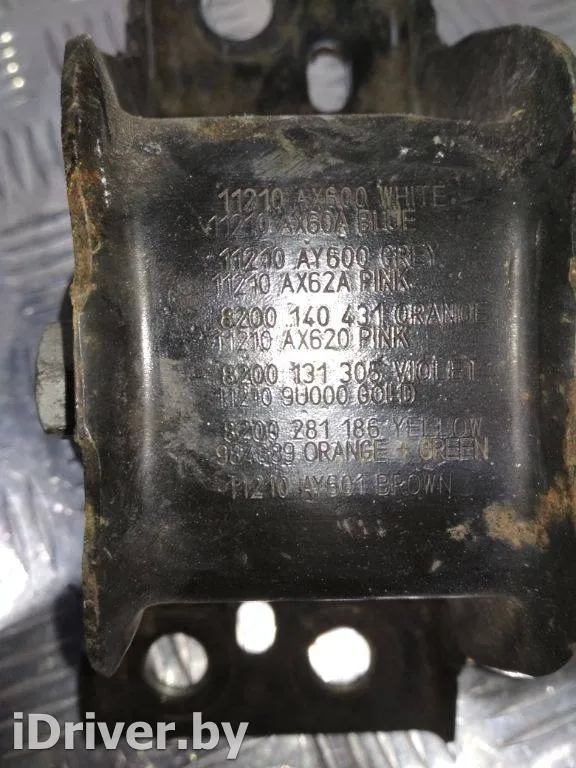 11210 AX600 WHITE
11210 AX60A BLUE
11210 AY600 GREY
11210 AX62A PINK
8200 140 431 ORANGE
11210 AX620 PINK
8200 131 305 VIOLET
11210 9U000 GOLD
8200 281 186 YELLOW
ORANGE + GREEN
11210 AY601 BROWN
iDriver.by